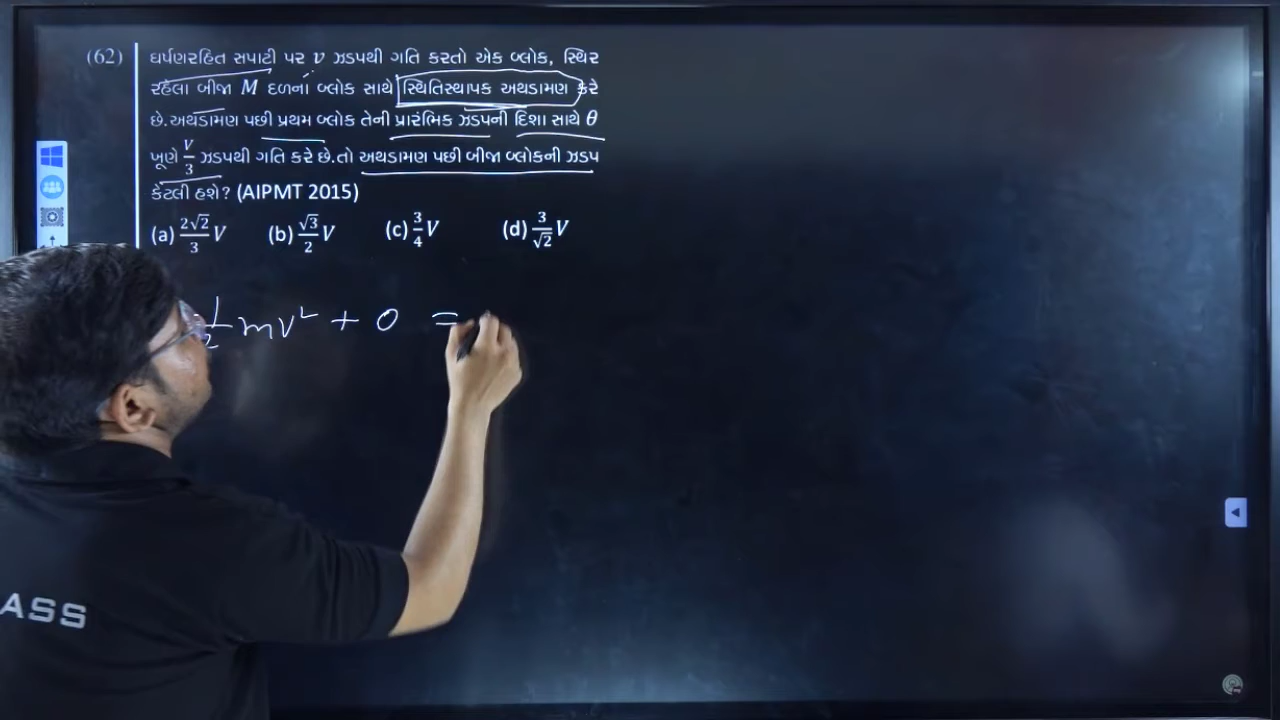 (62) ઘર્ષણરહિત સપાટી પર v ઝડપથી ગતિ કરતો એક બ્લોક, સ્થિર
રહેલા બીજા M દળનાં બ્લોક સાથે સ્થિતિસ્થાપક અથડામણ કરે
છે.અથડામણ પછી પ્રથમ બ્લોક તેની પ્રારંભિક ઝડપની દિશા સાથે θ
ખૂણે V/3 ઝડપથી ગતિ કરે છે.તો અથડામણ પછી બીજા બ્લોકની ઝડપ
કેટલી હશે? (AIPMT 2015)
(a) 2√2/3 V (b) √3/2 V (c) 3/4 V (d) 3/√2 V
1/2 mv² + 0 =
ASS